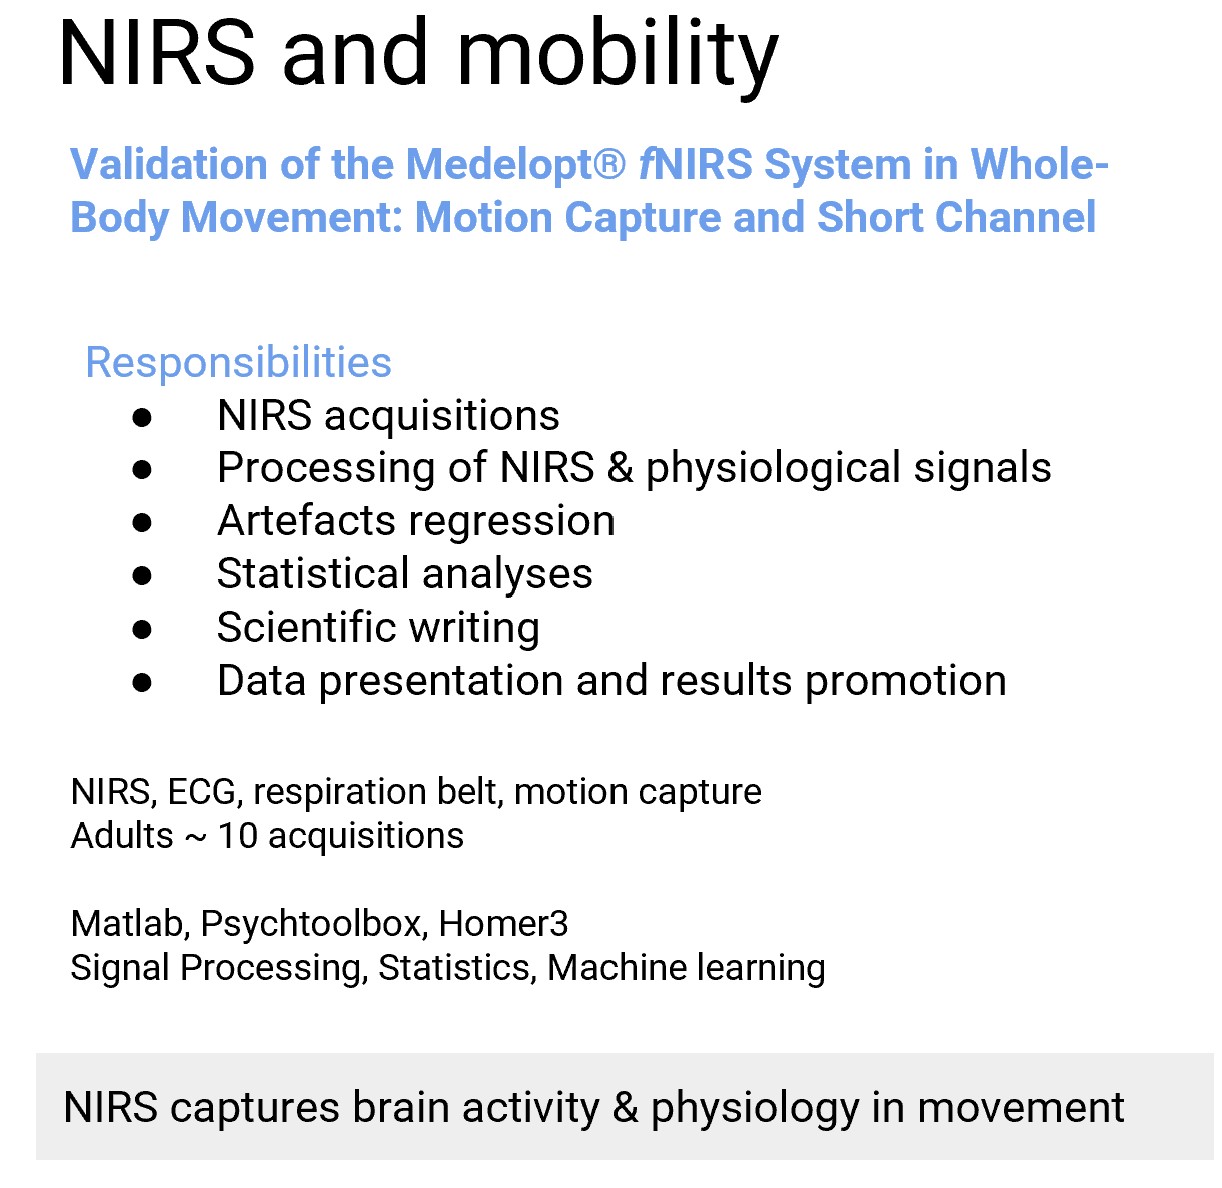 NIRS and mobility
Validation of the Medelopt® fNIRS System in Whole-
Body Movement: Motion Capture and Short Channel
Responsibilities
● NIRS acquisitions
● Processing of NIRS & physiological signals
● Artefacts regression
● Statistical analyses
● Scientific writing
● Data presentation and results promotion
NIRS, ECG, respiration belt, motion capture
Adults ~ 10 acquisitions
Matlab, Psychtoolbox, Homer3
Signal Processing, Statistics, Machine learning
NIRS captures brain activity & physiology in movement